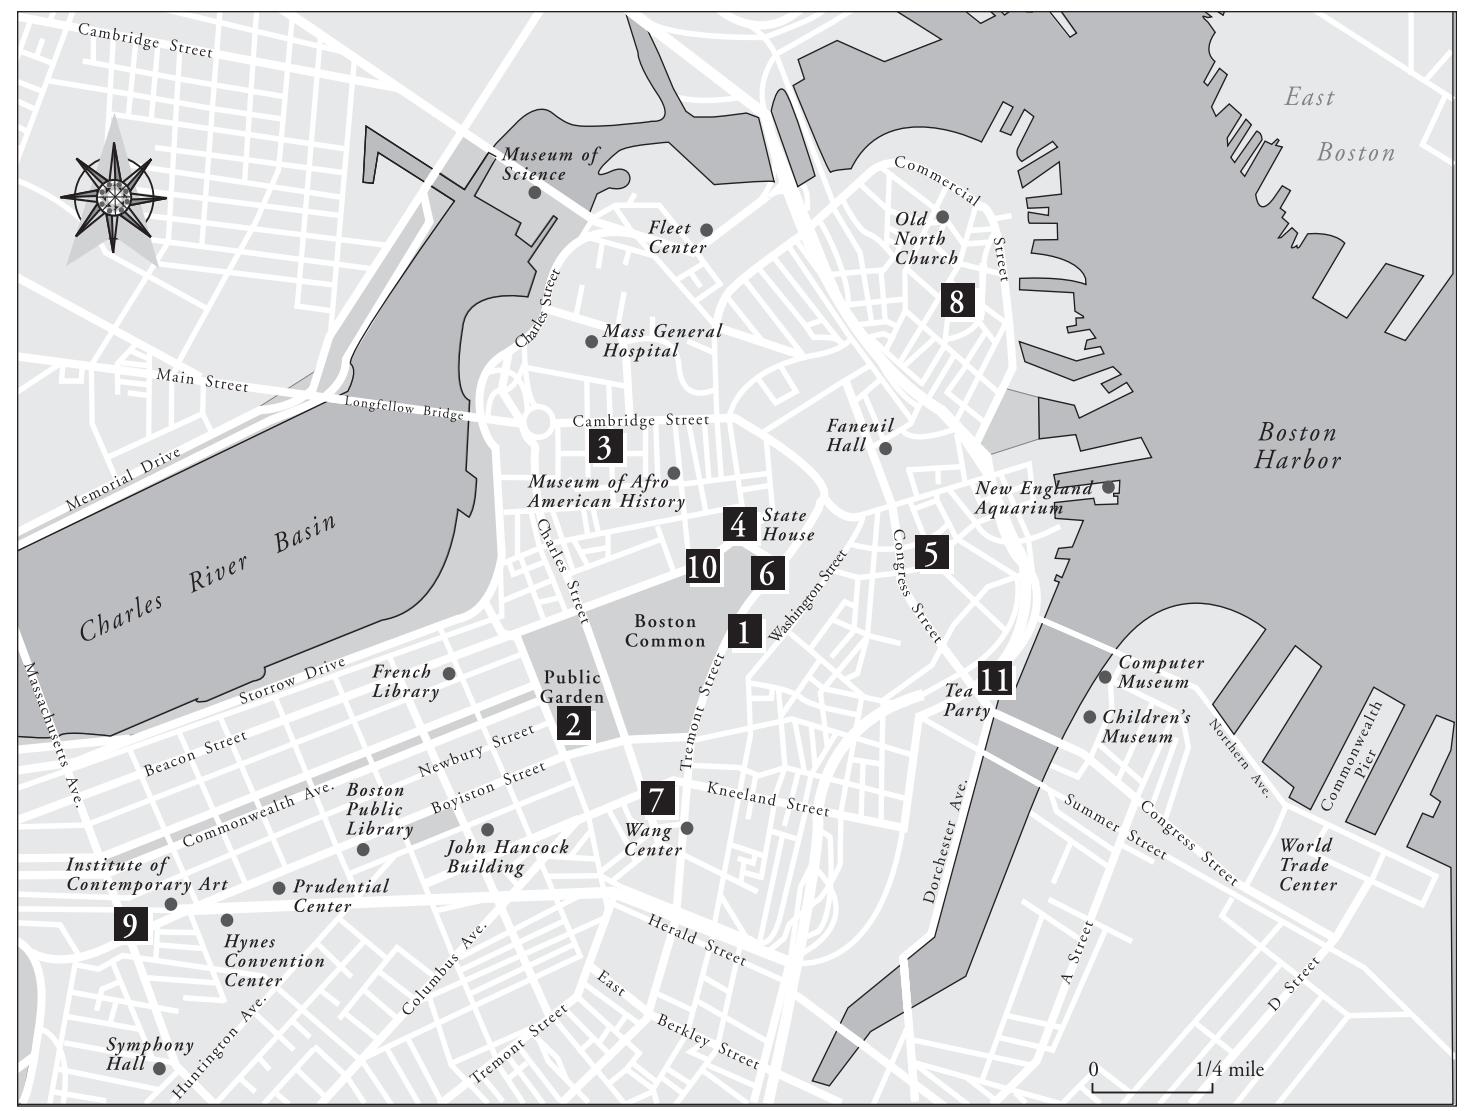 Cambridge Street
East
Boston
Museum of
Science
Commercial
Street
Old
North
Church
8
Fleet
Center
Charles Street
Mass General
Hospital
Main Street
Longfellow Bridge
Cambridge Street
3
Faneuil
Hall
Boston
Harbor
Memorial Drive
Museum of Afro
American History
New England
Aquarium
4
State
House
Charles River Basin
Charles Street
10
6
Congress Street
5
Washington Street
Boston
Common
1
Massachusetts Ave.
Storrow Drive
French
Library
Public
Garden
2
Tremont Street
11
Tea
Party
Computer
Museum
Children's
Museum
Northern Ave.
Commonwealth
Pier
Beacon Street
Newbury Street
Commonwealth Ave.
Boston
Public
Library
Boyiston Street
7
Wang
Center
Kneeland Street
Dorchester Ave.
Summer Street
Congress Street
World
Trade
Center
John Hancock
Building
Institute of
Contemporary Art
9
Prudential
Center
Hynes
Convention
Center
Columbus Ave.
Herald Street
A Street
D Street
East
Berkley Street
Tremont Street
Symphony
Hall
Huntington Ave.
0 1/4 mile